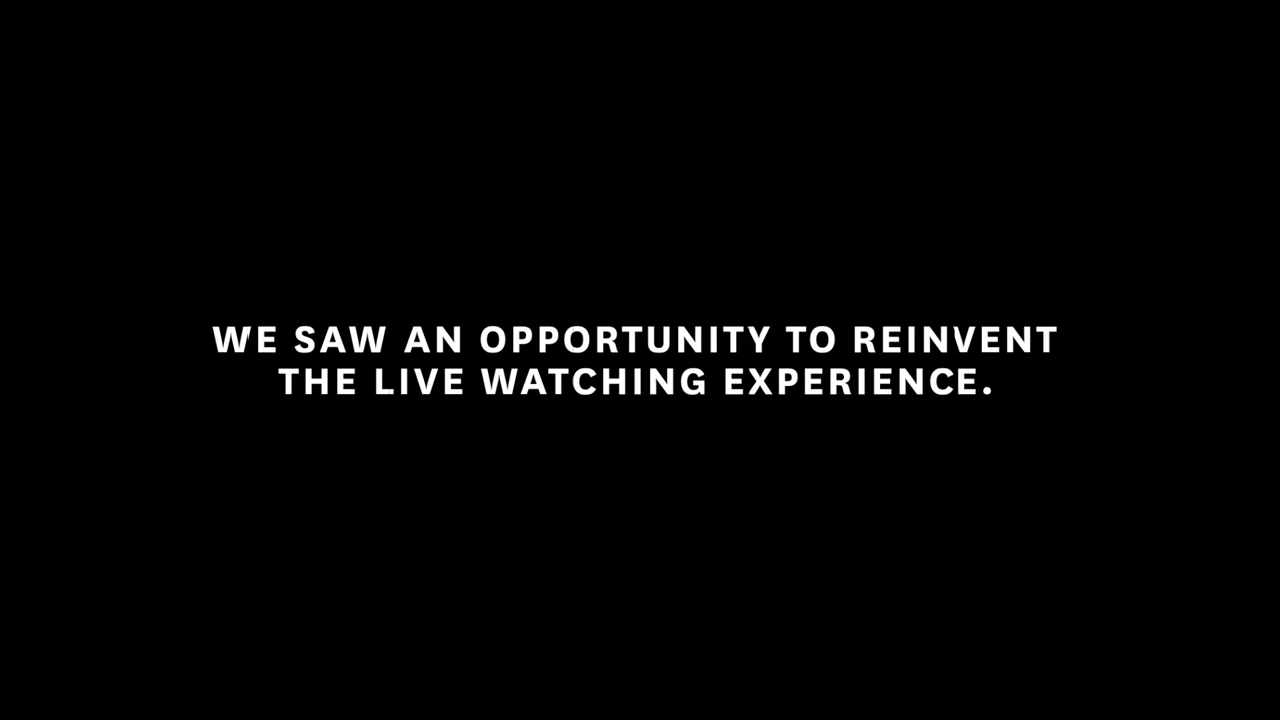 WE SAW AN OPPORTUNITY TO REINVENT
THE LIVE WATCHING EXPERIENCE.